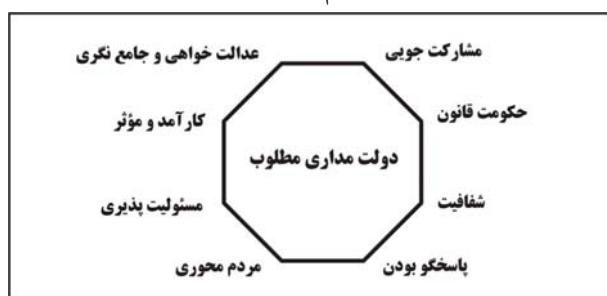 ۱
مشارکت جویی
عدالت خواهی و جامع نگری
حکومت قانون
کارآمد و مؤثر
دولت مداری مطلوب
شفافیت
مسئولیت پذیری
پاسخگو بودن
مردم محوری